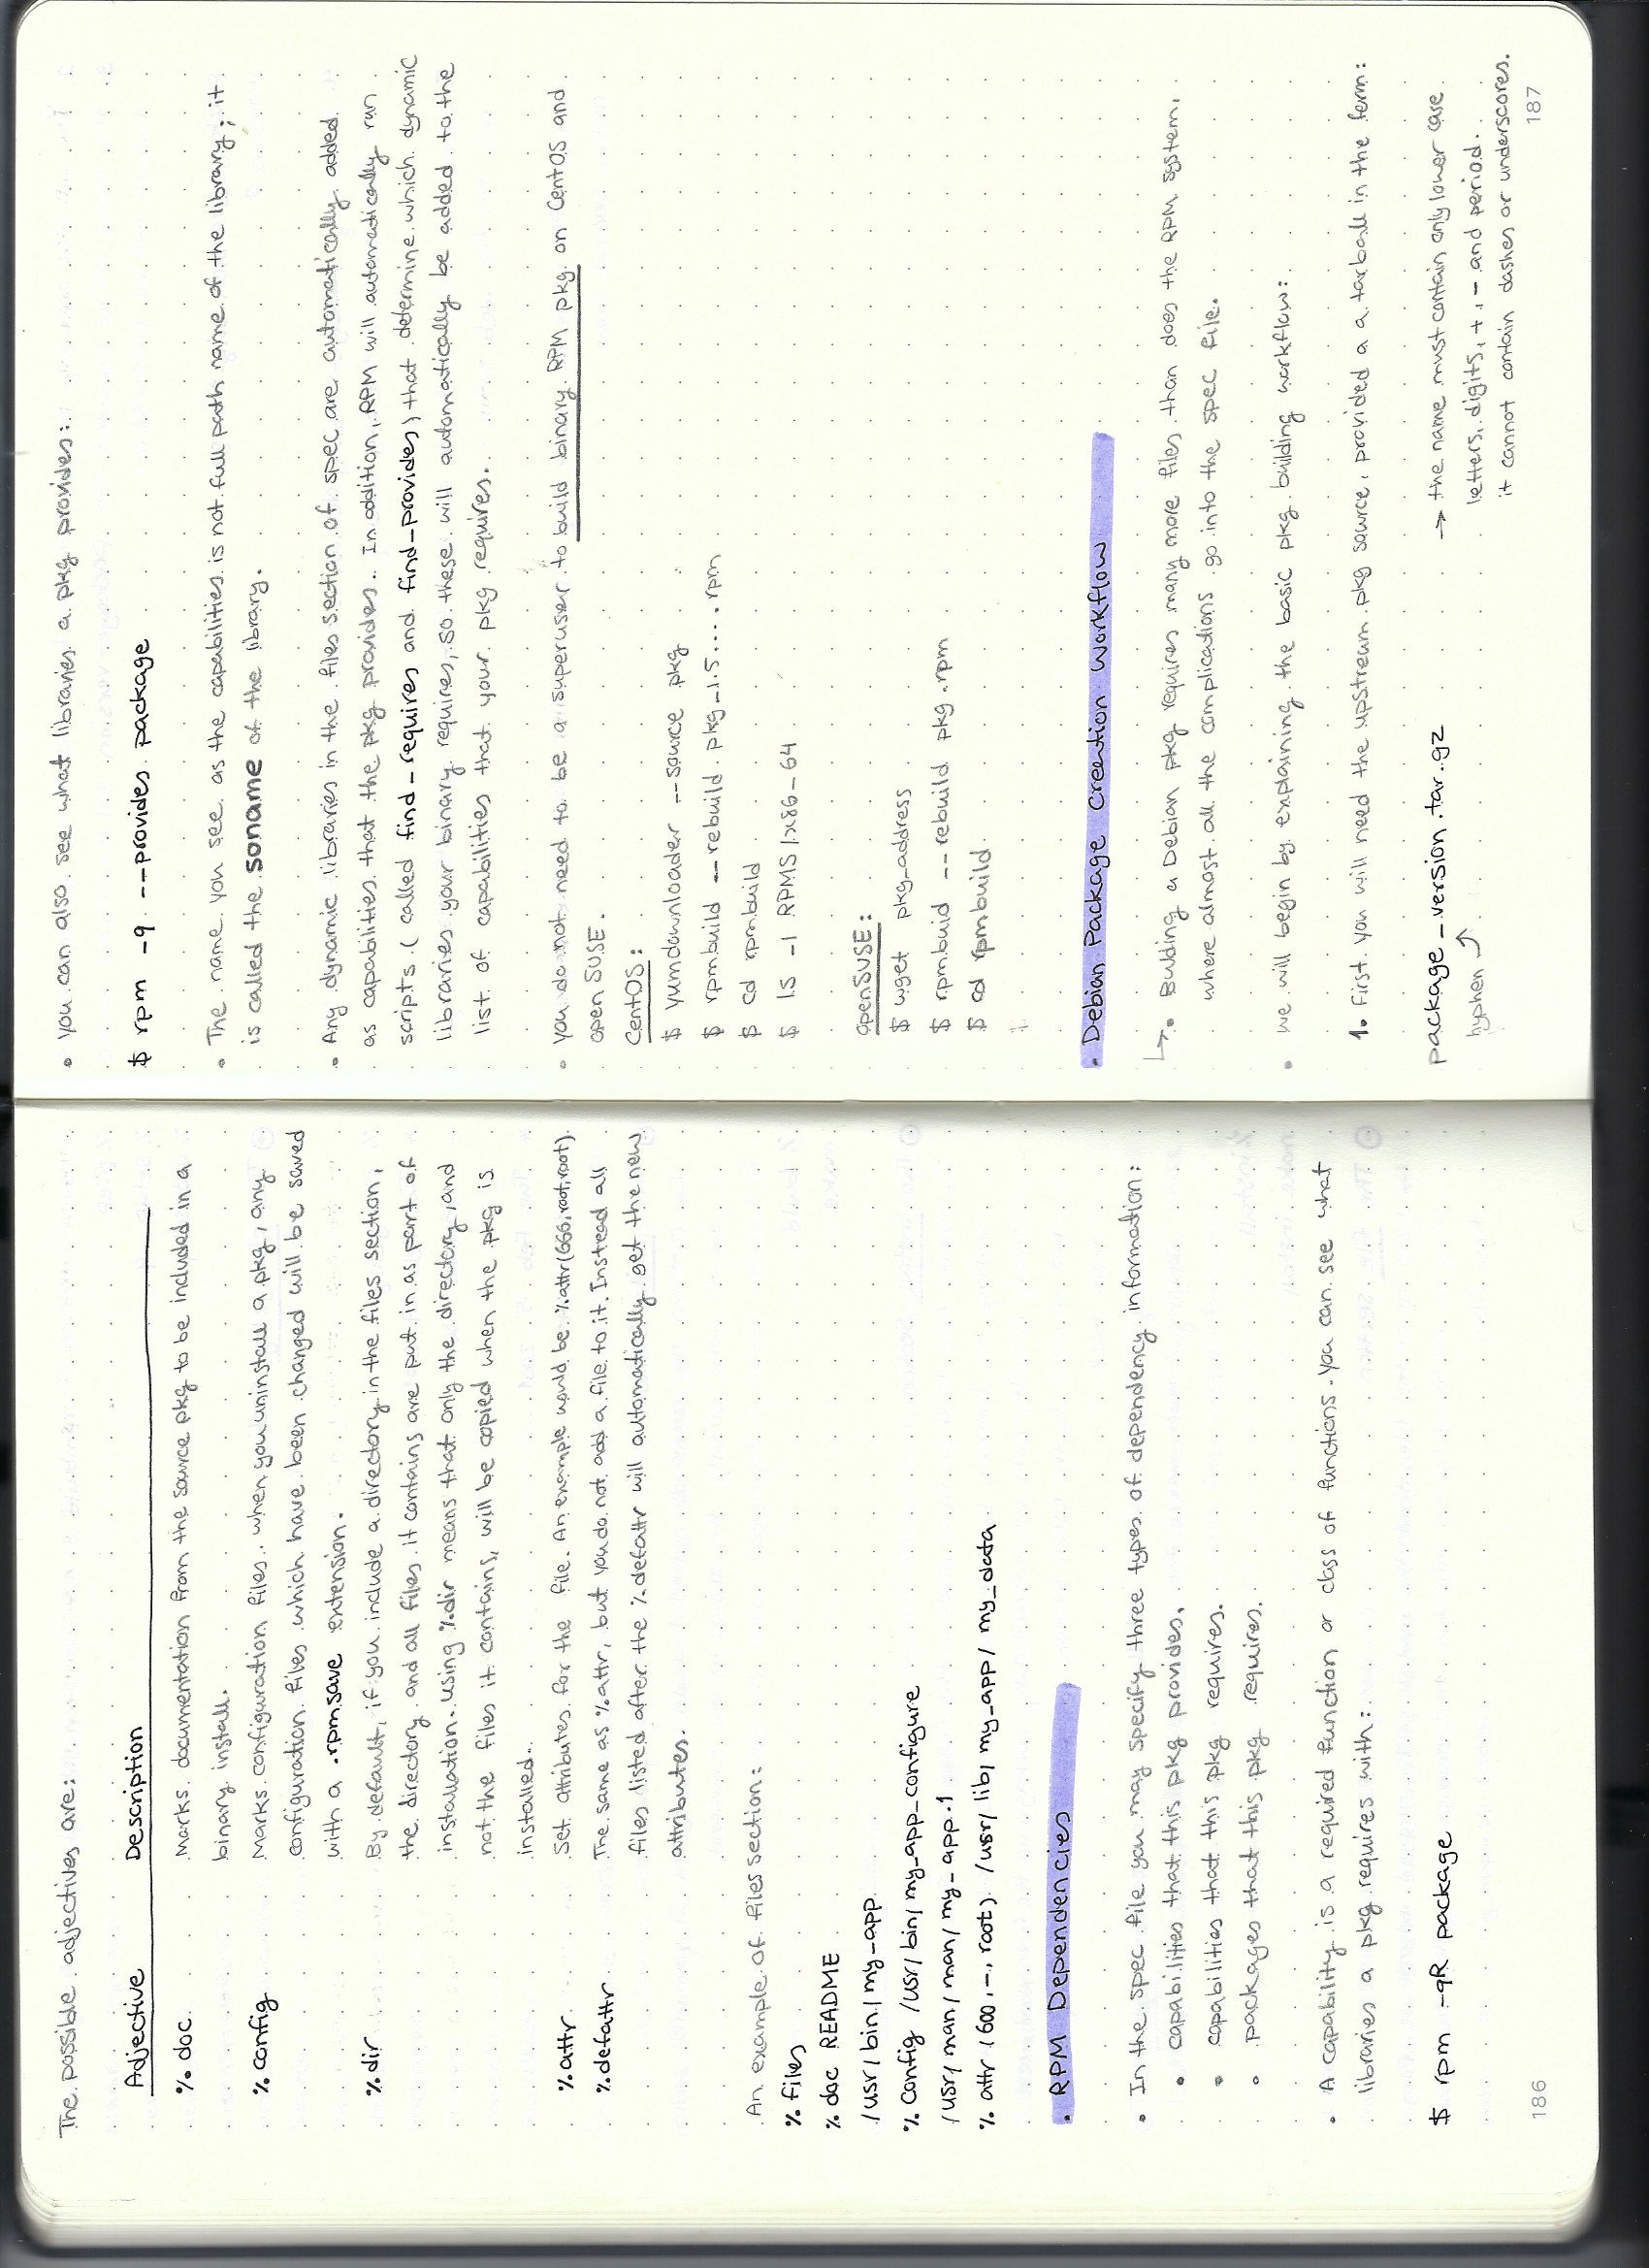 The possible adjectives are:
Adjective Description
% doc Marks documentation from the source pkg to be included in a
binary install.
% config Marks configuration files. when you uninstall a pkg, any
configuration files which have been changed will be saved
with a .rpmsave extension.
% dir By default, if you include a directory in the files section,
the directory and all files it contains are put in as part of
installation. using %dir means that only the directory, and
not the files it contains, will be copied when the pkg is
installed.
% attr Set attributes for the file. An example would be %attr(666,root,root).
% defattr The same as %attr, but you do not add a file to it. Instead all
files listed after the %.defattr will automatically get the new
attributes.
An example of files section:
% files
% doc README
/usr/bin/my-app
% config /usr/bin/my-app_configure
/usr/man/man/my-app.1
% attr (600,-,root) /usr/lib/my_app/my_data
• RPM Dependencies
• In the spec file you may specify three types of dependency information:
• capabilities that this pkg provides.
• capabilities that this pkg requires.
• packages that this pkg requires.
• A capability is a required function or class of functions. you can see what
libraries a pkg requires with:
$ rpm -qR package
186
• you can also see what libraries a pkg provides:
$ rpm -q --provides package
• The name you see as the capabilities is not full path name of the library; it
is called the soname of the library.
• Any dynamic libraries in the files section of spec are automatically added
as capabilities that the pkg provides. In addition, RPM will automatically run
scripts (called find-requires and find-provides) that determine which dynamic
libraries your binary requires, so these will automatically be added to the
list of capabilities that your pkg requires.
• you do not need to be a superuser to build binary RPM pkg on CentOS and
open SUSE.
CentOS:
$ yumdownloader --source pkg
$ rpmbuild --rebuild pkg-1.5....rpm
$ cd rpmbuild
$ ls -l RPMS/x86-64
openSUSE:
$ wget pkg-address
$ rpmbuid --rebuild pkg.rpm
$ cd rpmbuild
• Debian Package Creation Workflow
↳• Building a Debian pkg requires many more files than does the RPM system,
where almost all the complications go into the spec file.
• we will begin by explaining the basic pkg building workflow:
1. first you will need the upstream pkg source, provided a a tarball in the form:
package-version.tar.gz → the name must contain only lower case
hyphen letters, digits, +, - and period.
it cannot contain dashes or underscores.
187